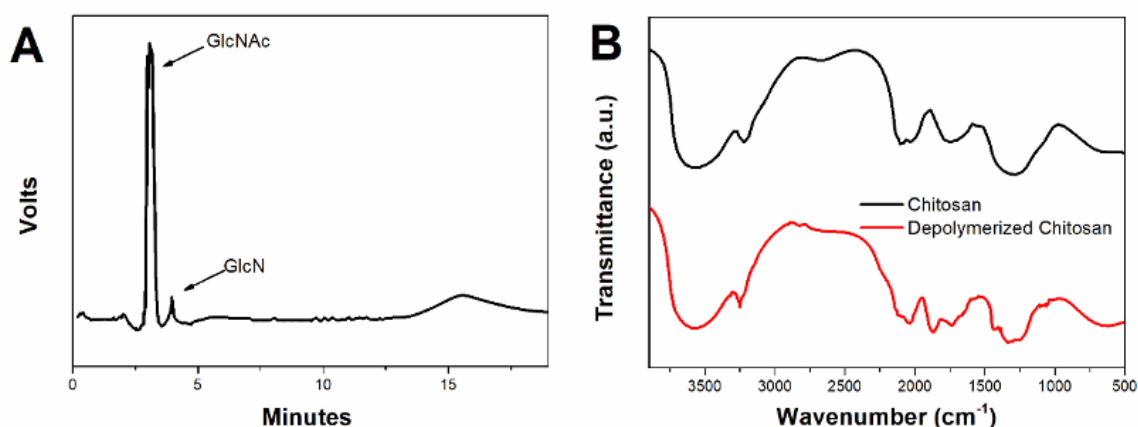 A
GlcNAc
GlcN
Volts
0 5 10 15
Minutes
B
Transmittance (a.u.)
Chitosan
Depolymerized Chitosan
3500 3000 2500 2000 1500 1000 500
Wavenumber (cm⁻¹)